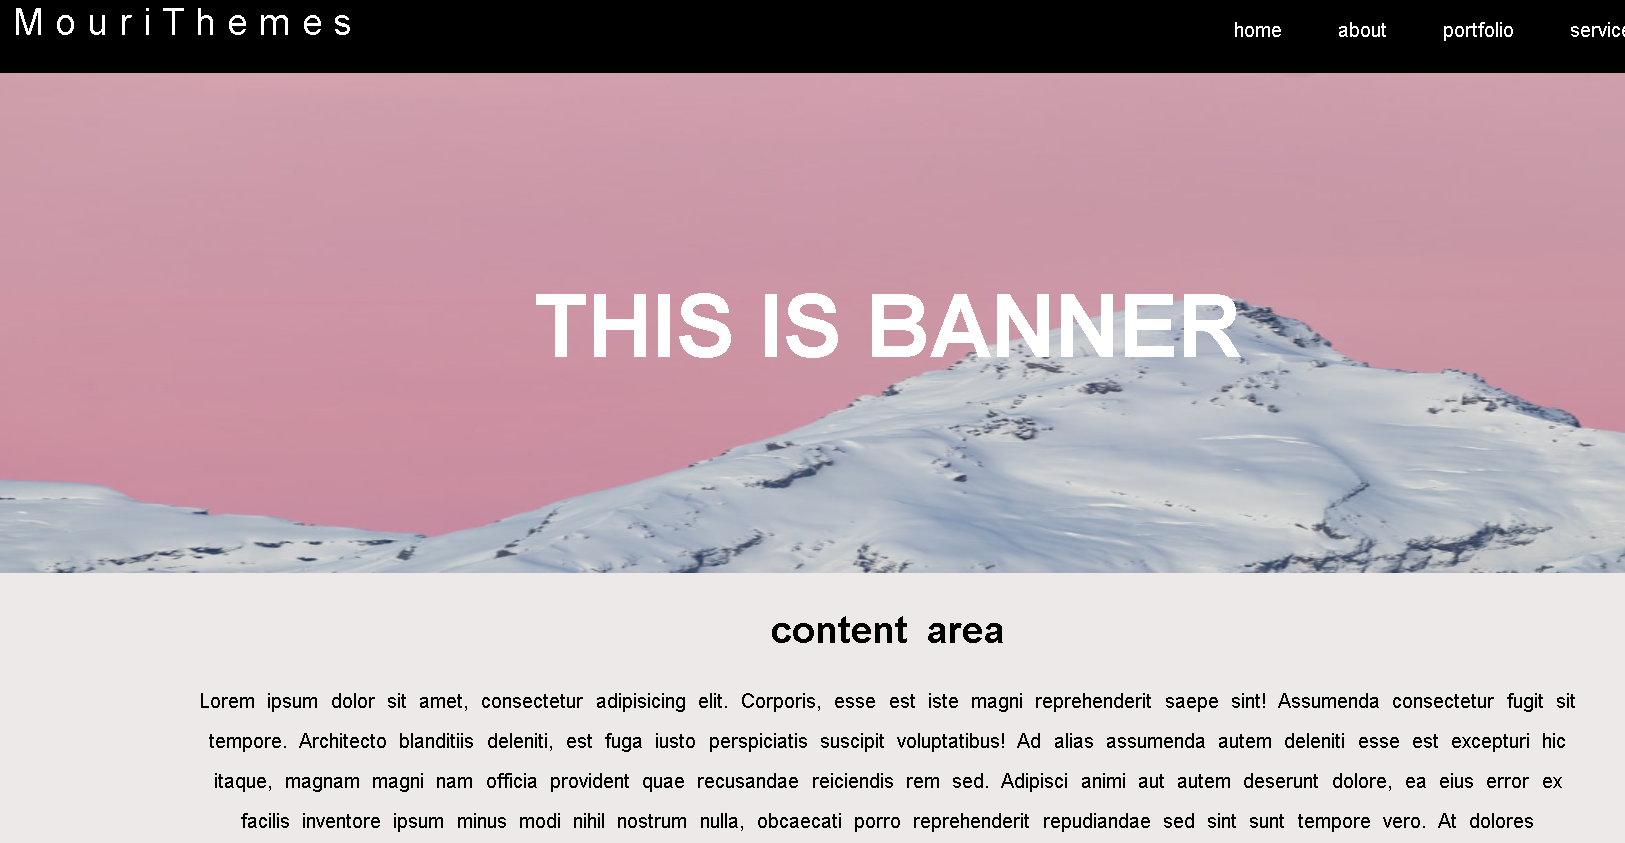 MouriThemes
home about portfolio service
THIS IS BANNER
content area
Lorem ipsum dolor sit amet, consectetur adipisicing elit. Corporis, esse est iste magni reprehenderit saepe sint! Assumenda consectetur fugit sit
tempore. Architecto blanditiis deleniti, est fuga iusto perspiciatis suscipit voluptatibus! Ad alias assumenda autem deleniti esse est excepturi hic
itaque, magnam magni nam officia provident quae recusandae reiciendis rem sed. Adipisci animi aut autem deserunt dolore, ea eius error ex
facilis inventore ipsum minus modi nihil nostrum nulla, obcaecati porro reprehenderit repudiandae sed sint sunt tempore vero. At dolores